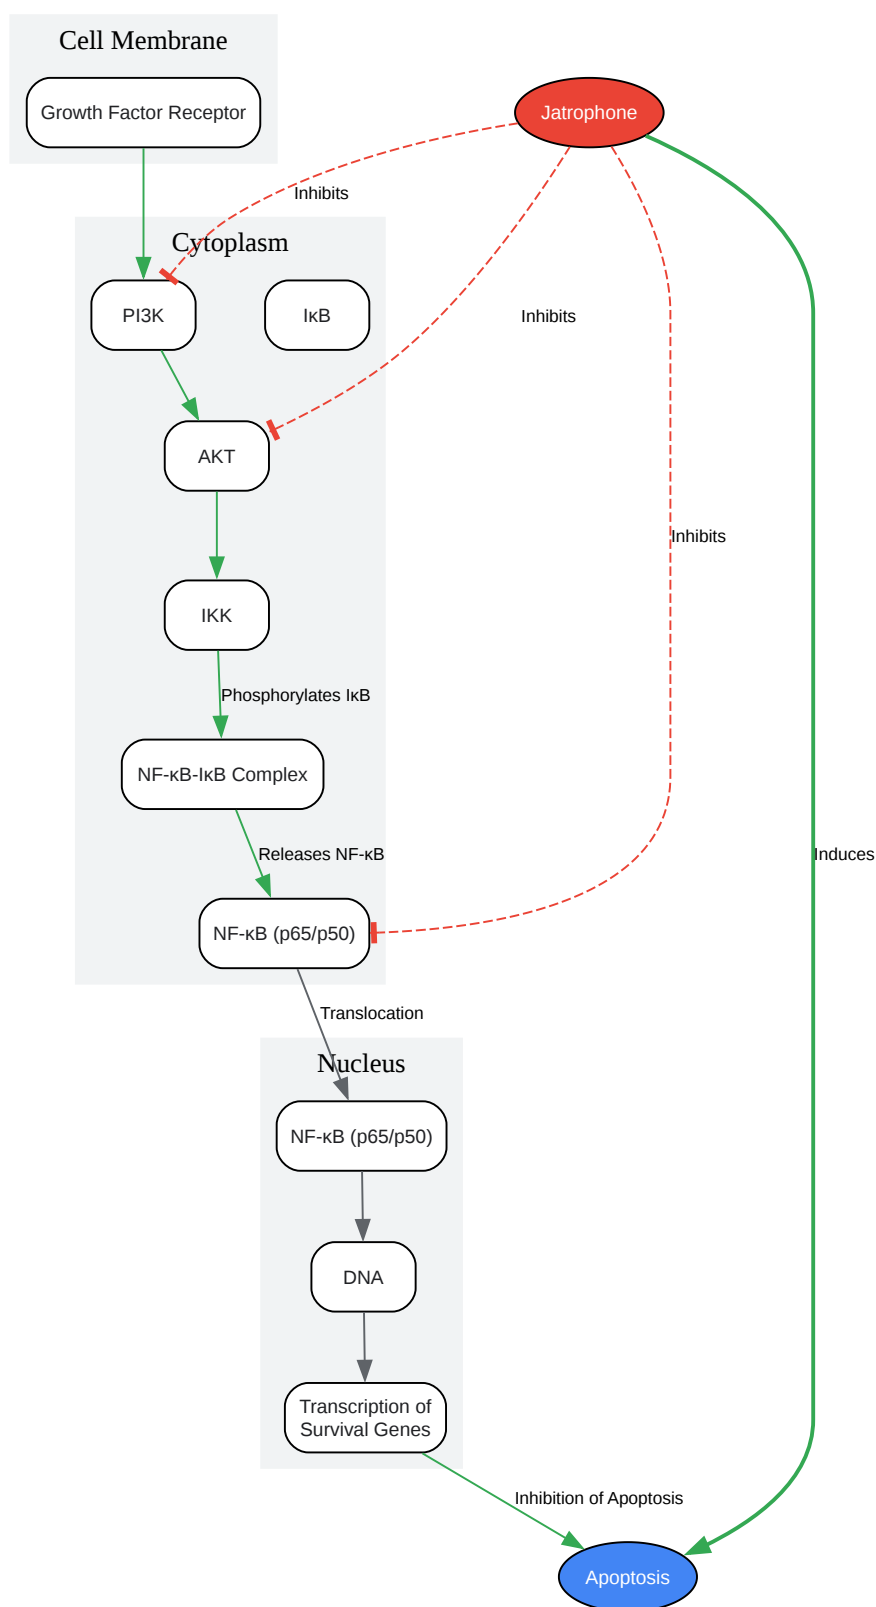 Cell Membrane
Growth Factor Receptor
Jatrophone
Inhibits
Cytoplasm
PI3K
IκB
Inhibits
AKT
Inhibits
IKK
Phosphorylates IκB
NF-κB-IκB Complex
Releases NF-κB
Induces
NF-κB (p65/p50)
Translocation
Nucleus
NF-κB (p65/p50)
DNA
Transcription of
Survival Genes
Inhibition of Apoptosis
Apoptosis